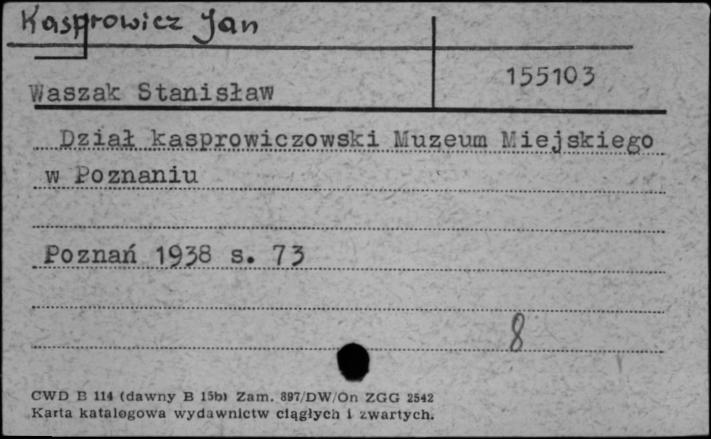 Kasprowicz Jan
155103
Waszak Stanisław
Dział kasprowiczowski Muzeum Miejskiego
w Poznaniu
Poznań 1938 s. 73
8
CWD B 114 (dawny B 15b) Zam. 897/DW/On ZGG 2542
Karta katalogowa wydawnictw ciągłych i zwartych.